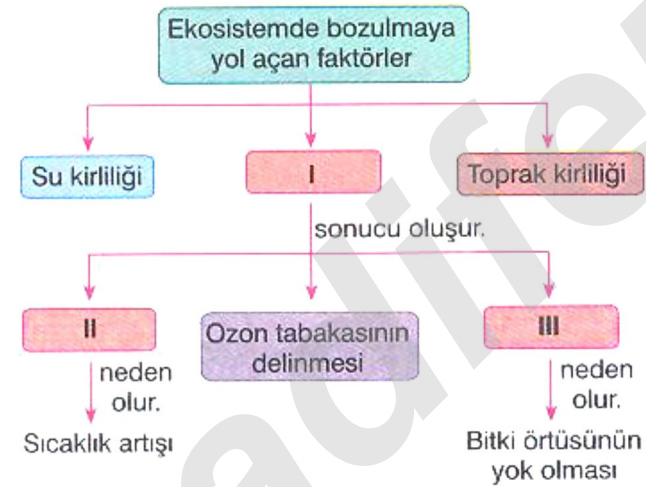 Ekosistemde bozulmaya
yol açan faktörler
Su kirliliği
I
Toprak kirliliği
sonucu oluşur.
II
Ozon tabakasının
delinmesi
III
neden
olur.
neden
olur.
Sıcaklık artışı
Bitki örtüsünün
yok olması